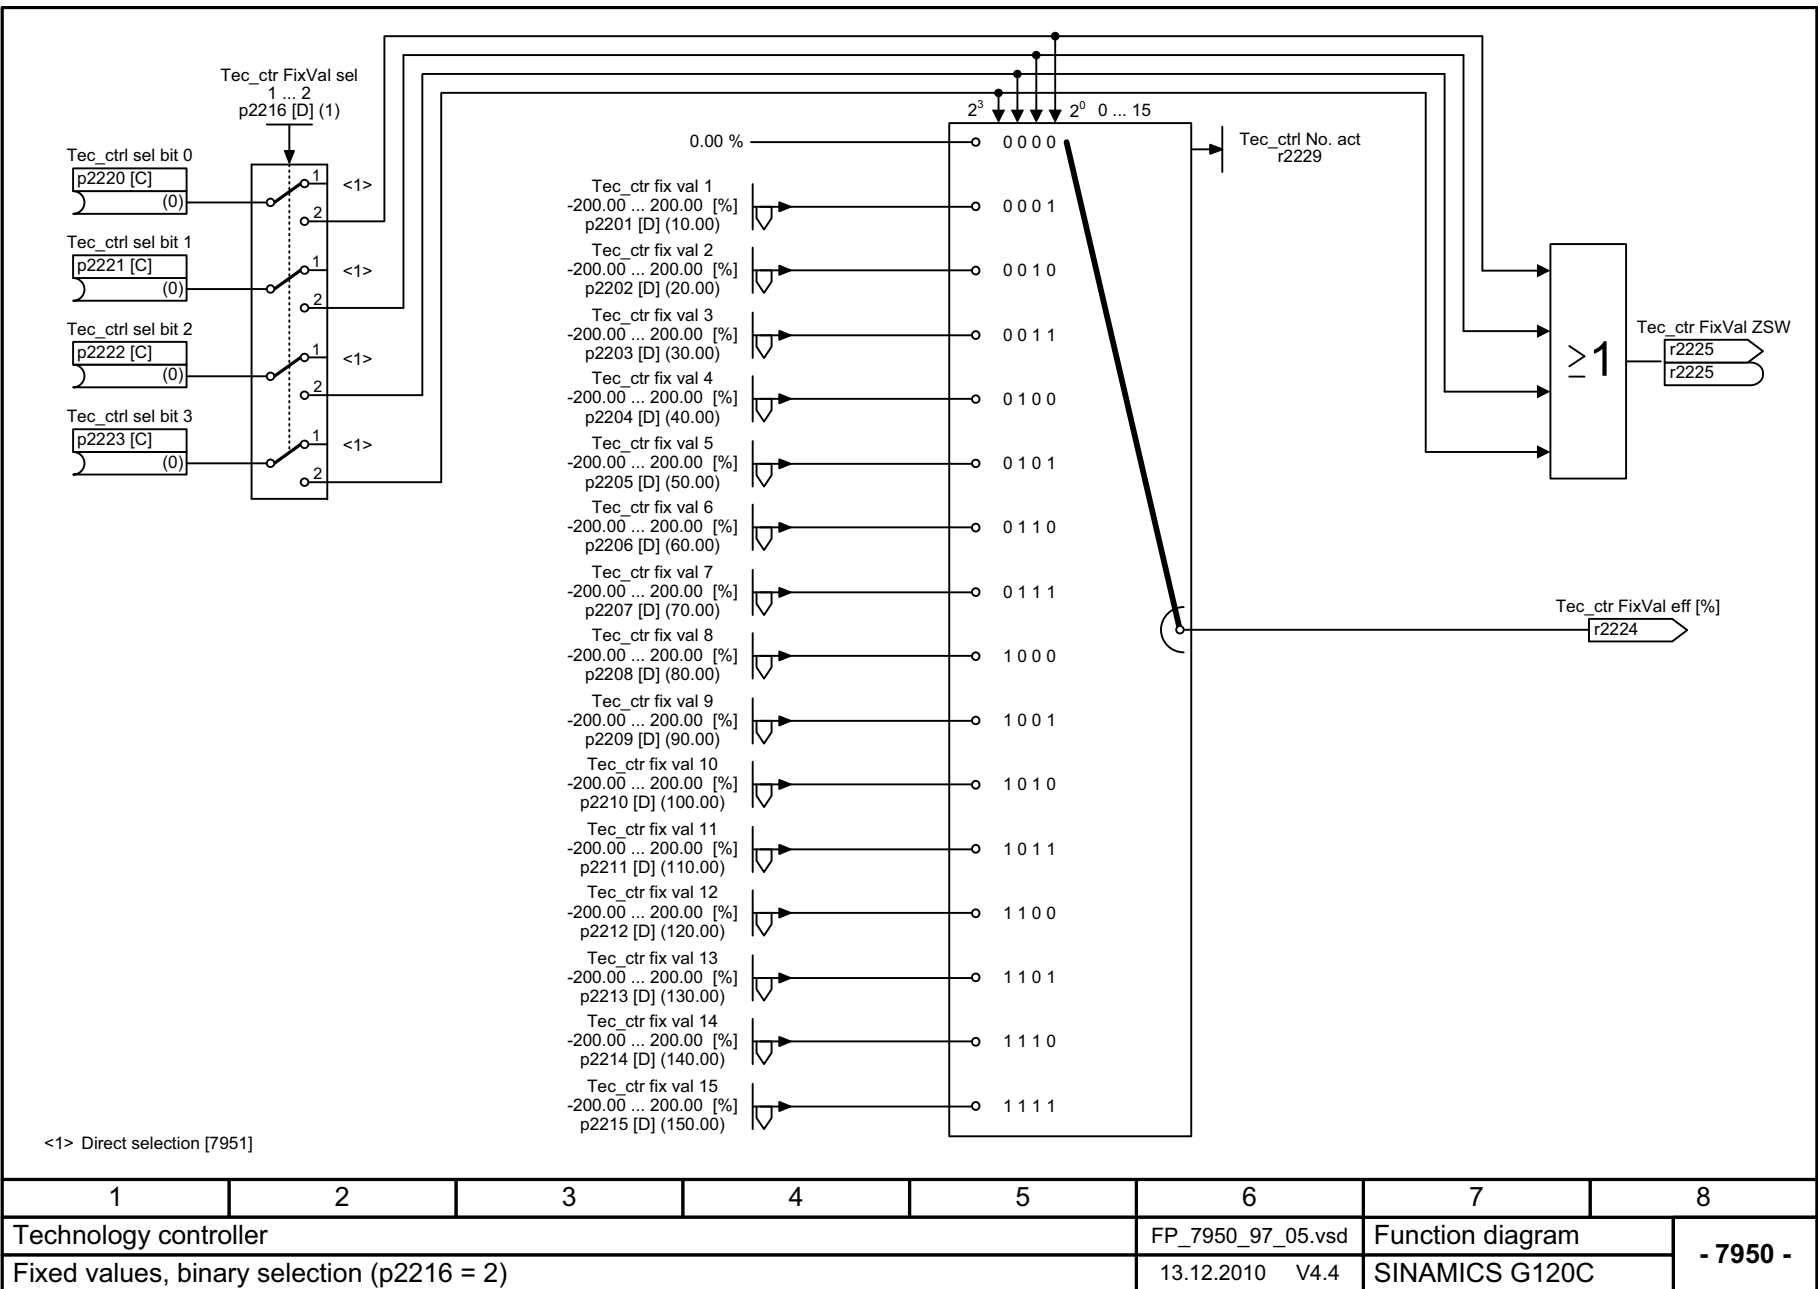 Tec_ctr FixVal sel
1 ... 2
p2216 [D] (1)
Tec_ctrl sel bit 0
p2220 [C]
(0)
1
<1>
2
Tec_ctrl sel bit 1
p2221 [C]
(0)
1
<1>
2
Tec_ctrl sel bit 2
p2222 [C]
(0)
1
<1>
2
Tec_ctrl sel bit 3
p2223 [C]
(0)
1
<1>
2
2³ 2⁰ 0 ... 15
0.00 % 0 0 0 0
Tec_ctrl No. act
r2229
Tec_ctr fix val 1
-200.00 ... 200.00 [%] 0 0 0 1
p2201 [D] (10.00)
Tec_ctr fix val 2
-200.00 ... 200.00 [%] 0 0 1 0
p2202 [D] (20.00)
Tec_ctr fix val 3
-200.00 ... 200.00 [%] 0 0 1 1
p2203 [D] (30.00)
Tec_ctr fix val 4
-200.00 ... 200.00 [%] 0 1 0 0
p2204 [D] (40.00)
Tec_ctr fix val 5
-200.00 ... 200.00 [%] 0 1 0 1
p2205 [D] (50.00)
Tec_ctr fix val 6
-200.00 ... 200.00 [%] 0 1 1 0
p2206 [D] (60.00)
Tec_ctr fix val 7
-200.00 ... 200.00 [%] 0 1 1 1
p2207 [D] (70.00)
Tec_ctr fix val 8
-200.00 ... 200.00 [%] 1 0 0 0
p2208 [D] (80.00)
Tec_ctr fix val 9
-200.00 ... 200.00 [%] 1 0 0 1
p2209 [D] (90.00)
Tec_ctr fix val 10
-200.00 ... 200.00 [%] 1 0 1 0
p2210 [D] (100.00)
Tec_ctr fix val 11
-200.00 ... 200.00 [%] 1 0 1 1
p2211 [D] (110.00)
Tec_ctr fix val 12
-200.00 ... 200.00 [%] 1 1 0 0
p2212 [D] (120.00)
Tec_ctr fix val 13
-200.00 ... 200.00 [%] 1 1 0 1
p2213 [D] (130.00)
Tec_ctr fix val 14
-200.00 ... 200.00 [%] 1 1 1 0
p2214 [D] (140.00)
Tec_ctr fix val 15
-200.00 ... 200.00 [%] 1 1 1 1
p2215 [D] (150.00)
≥1
Tec_ctr FixVal ZSW
r2225
r2225
Tec_ctr FixVal eff [%]
r2224
<1> Direct selection [7951]
1 2 3 4 5 6 7 8
Technology controller FP_7950_97_05.vsd Function diagram
- 7950 -
Fixed values, binary selection (p2216 = 2) 13.12.2010 V4.4 SINAMICS G120C